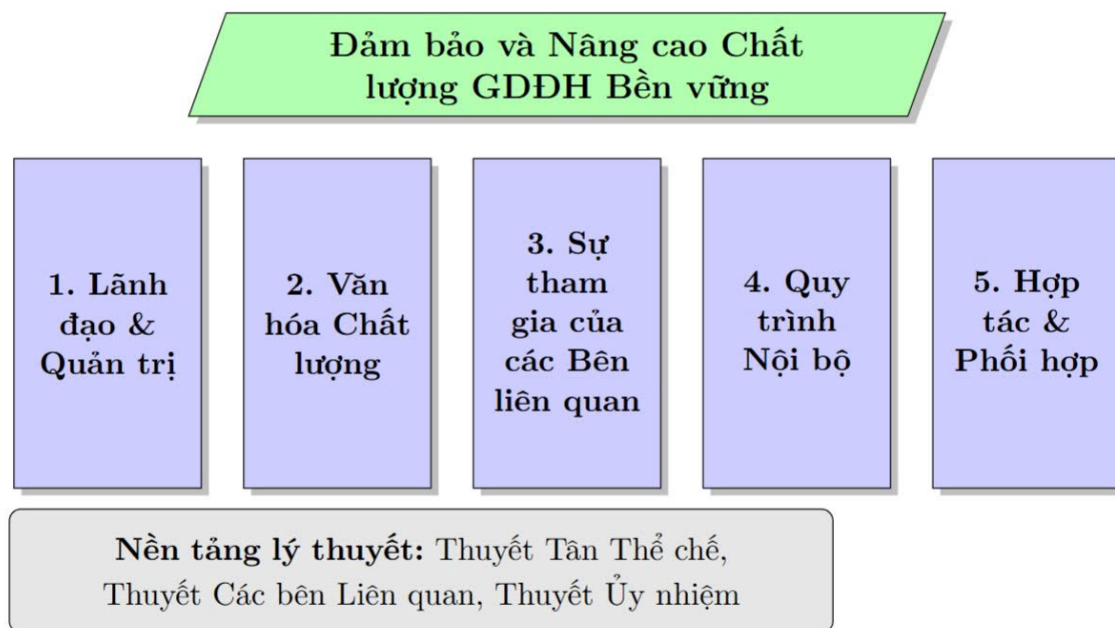 Đảm bảo và Nâng cao Chất
lượng GDĐH Bền vững
1. Lãnh
đạo &
Quản trị
2. Văn
hóa Chất
lượng
3. Sự
tham
gia của
các Bên
liên quan
4. Quy
trình
Nội bộ
5. Hợp
tác &
Phối hợp
Nền tảng lý thuyết: Thuyết Tân Thể chế,
Thuyết Các bên Liên quan, Thuyết Ủy nhiệm